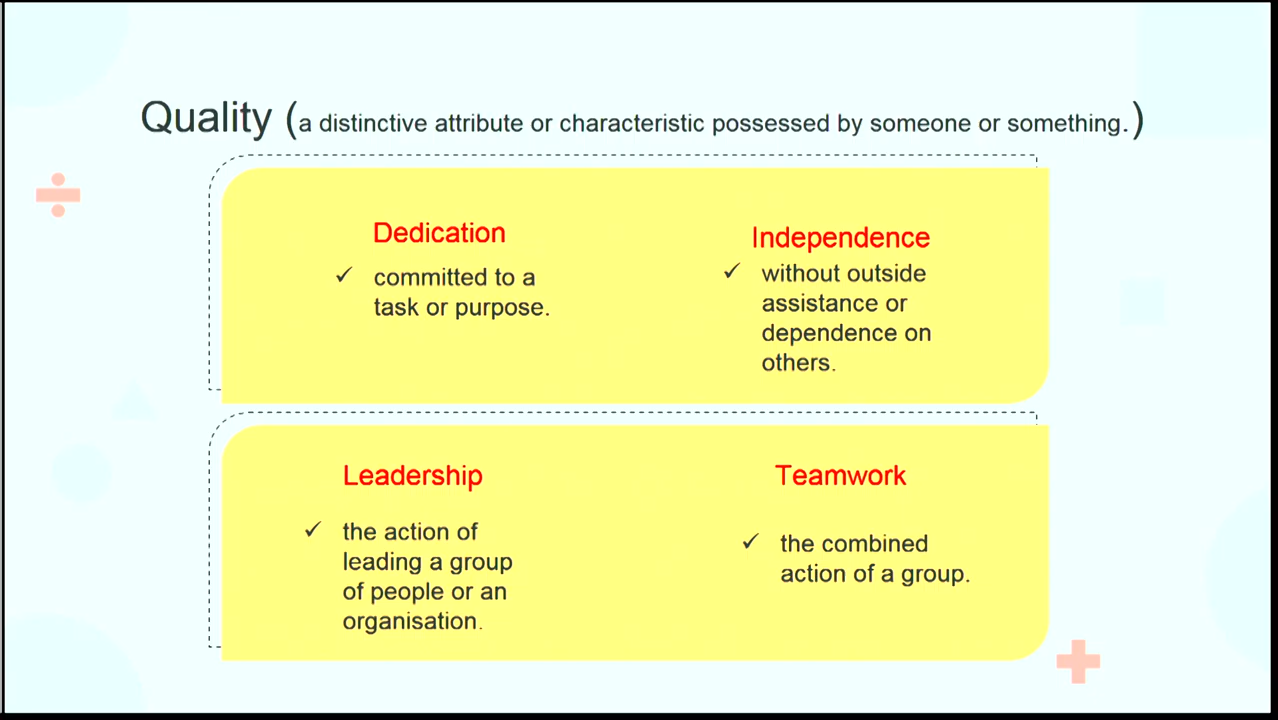 Quality (a distinctive attribute or characteristic possessed by someone or something.)
Dedication
✓ committed to a
task or purpose.
Independence
✓ without outside
assistance or
dependence on
others.
Leadership
✓ the action of
leading a group
of people or an
organisation.
Teamwork
✓ the combined
action of a group.